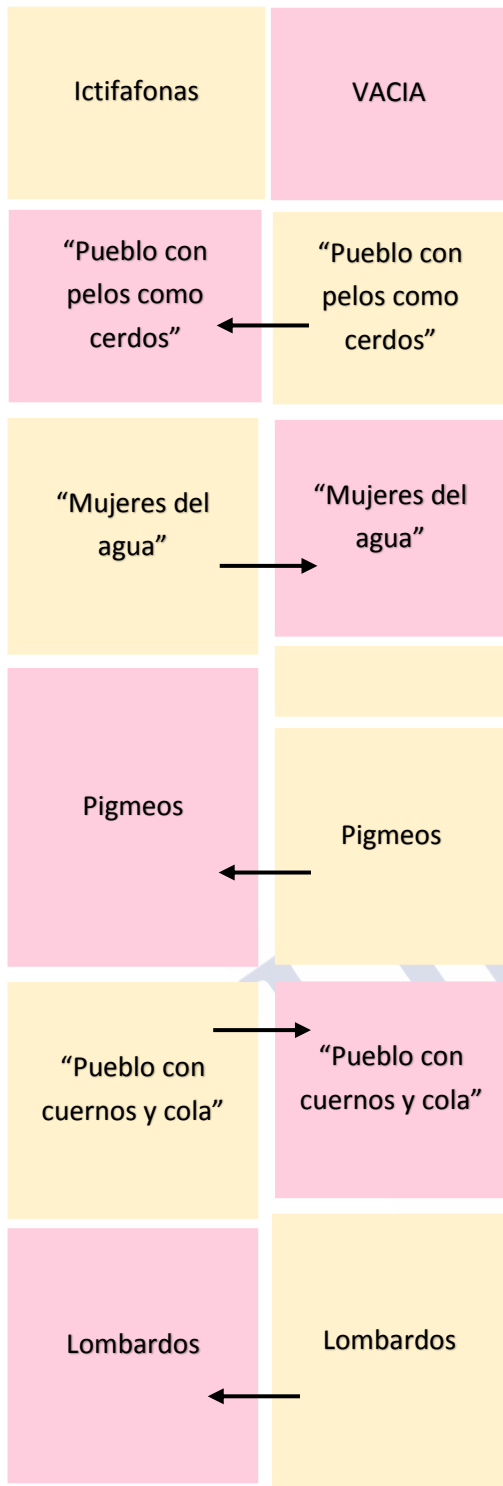 Ictifafonas
VACIA
“Pueblo con
pelos como
cerdos”
“Pueblo con
pelos como
cerdos”
“Mujeres del
agua”
“Mujeres del
agua”
Pigmeos
Pigmeos
“Pueblo con
cuernos y cola”
“Pueblo con
cuernos y cola”
Lombardos
Lombardos